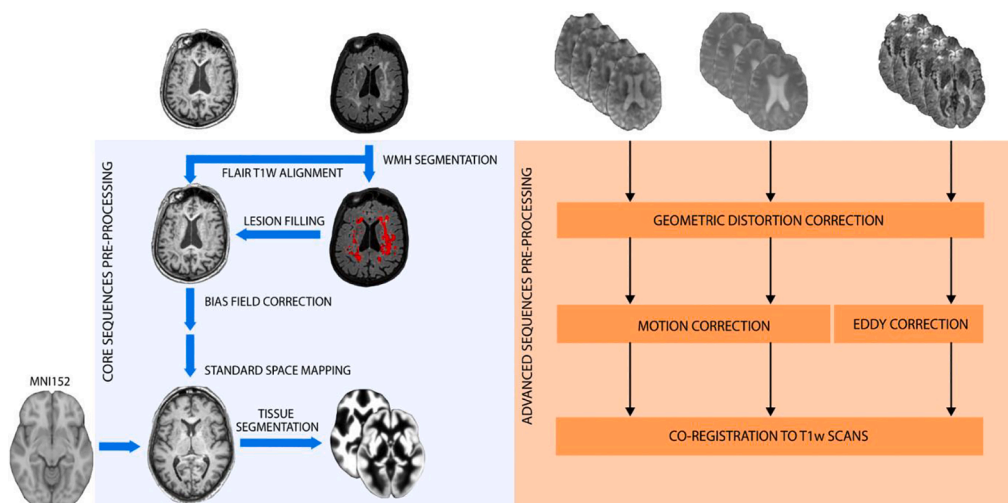 CORE SEQUENCES PRE-PROCESSING
WMH SEGMENTATION
FLAIR T1W ALIGNMENT
LESION FILLING
BIAS FIELD CORRECTION
STANDARD SPACE MAPPING
MNI152
TISSUE
SEGMENTATION
ADVANCED SEQUENCES PRE-PROCESSING
GEOMETRIC DISTORTION CORRECTION
MOTION CORRECTION
EDDY CORRECTION
CO-REGISTRATION TO T1w SCANS